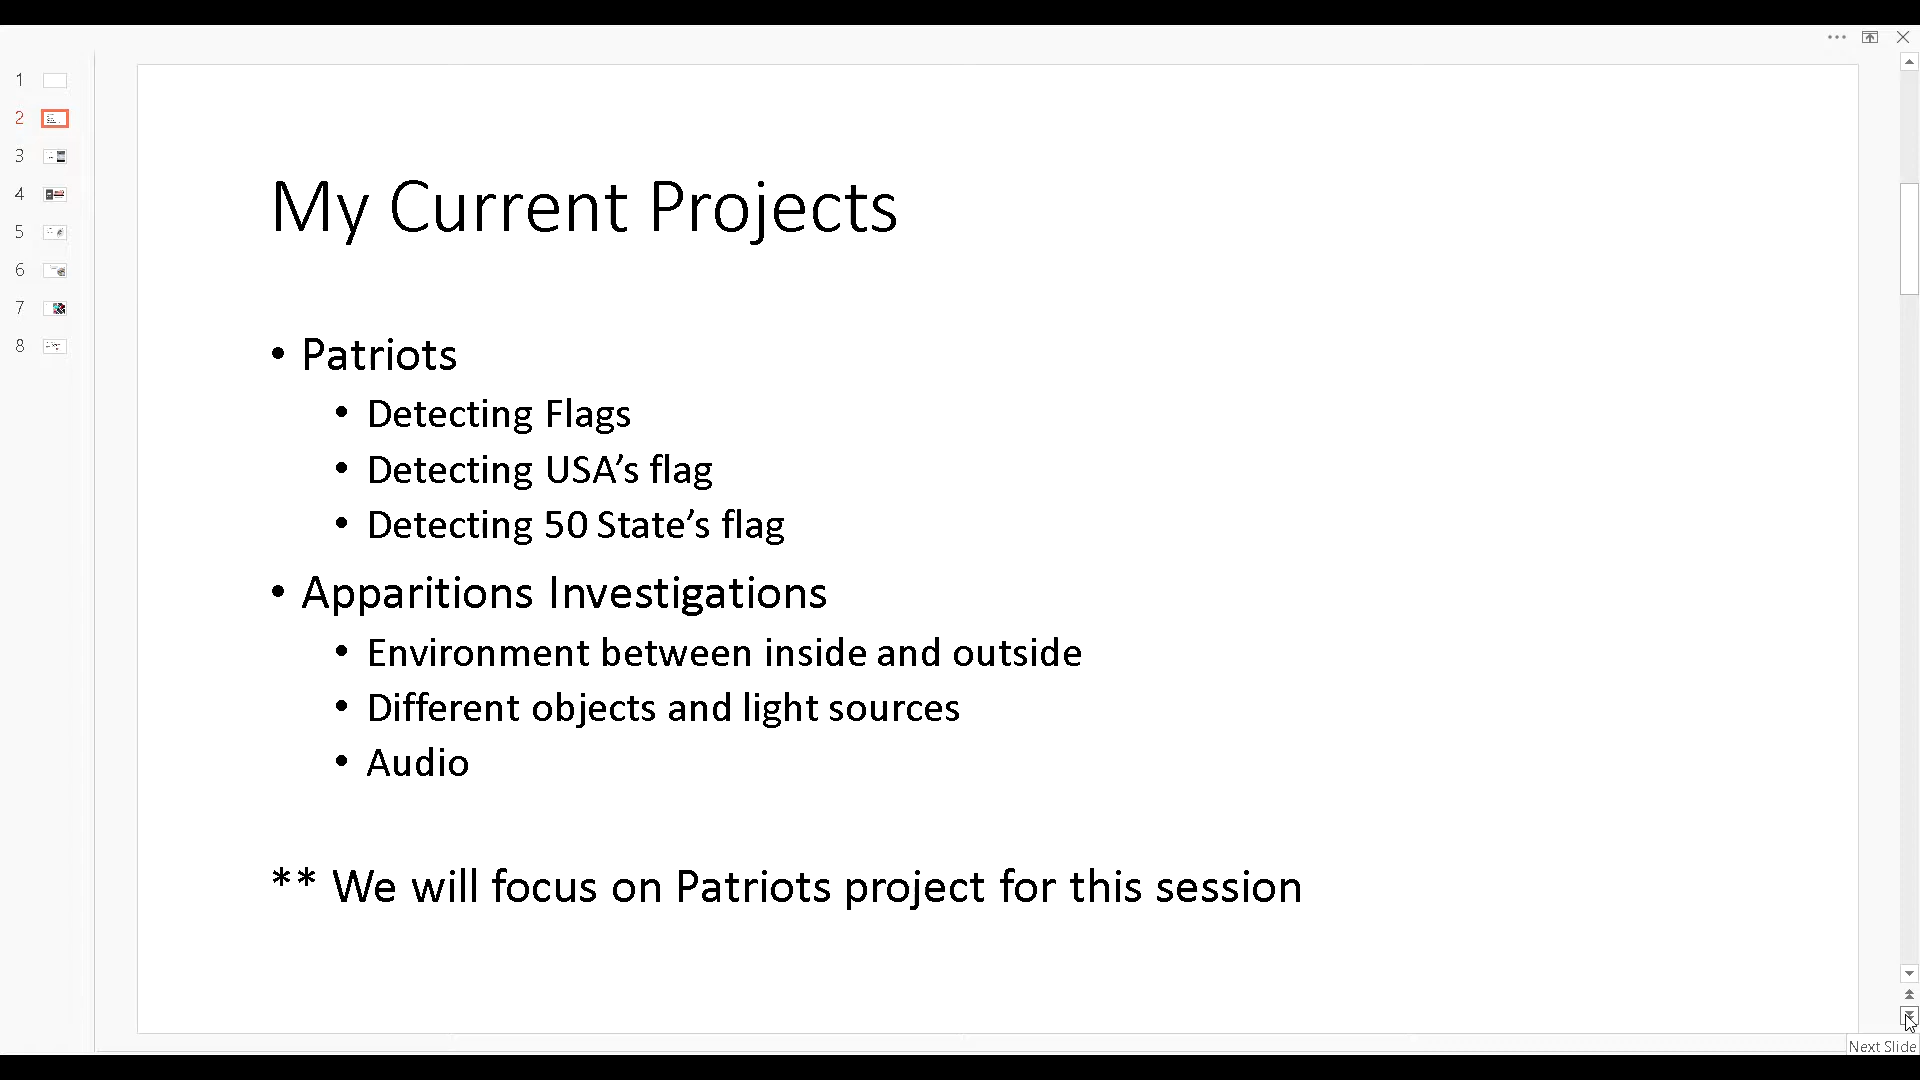 1
2
3
4
5
6
7
8
My Current Projects
• Patriots
• Detecting Flags
• Detecting USA’s flag
• Detecting 50 State’s flag
• Apparitions Investigations
• Environment between inside and outside
• Different objects and light sources
• Audio
** We will focus on Patriots project for this session
Next Slide